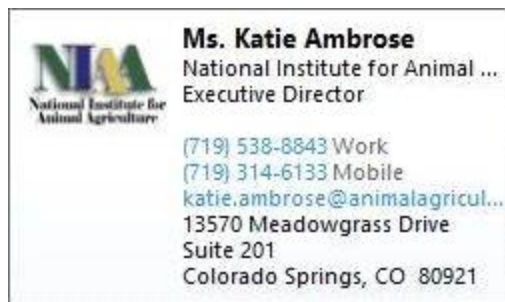 NIAA
National Institute for
Animal Agriculture
Ms. Katie Ambrose
National Institute for Animal ...
Executive Director
(719) 538-8843 Work
(719) 314-6133 Mobile
katie.ambrose@animalagricul...
13570 Meadowgrass Drive
Suite 201
Colorado Springs, CO 80921